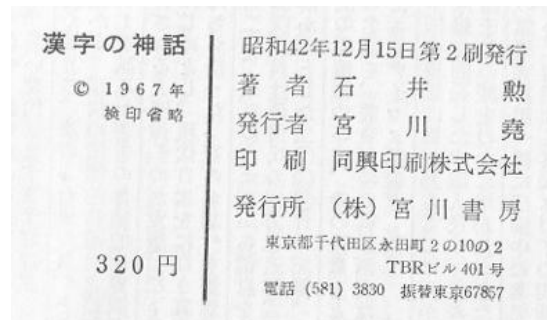 漢字の神話
© 1967年
検印省略
320円
昭和42年12月15日第2刷発行
著者 石井勲
発行者 宮川堯
印刷 同興印刷株式会社
発行所 (株)宮川書房
東京都千代田区永田町2の10の2
TBRビル401号
電話 (581) 3830 振替東京67857